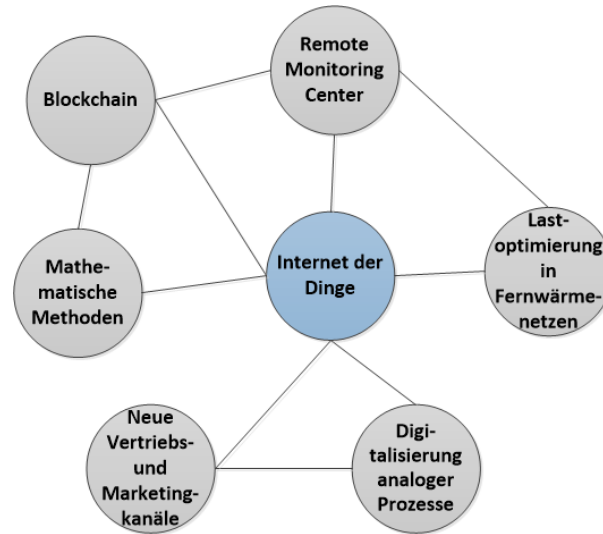 Remote
Monitoring
Center
Blockchain
Last-
optimierung
in
Fernwärme-
netzen
Internet der
Dinge
Mathe-
matische
Methoden
Neue
Vertriebs-
und
Marketing-
kanäle
Digi-
talisierung
analoger
Prozesse